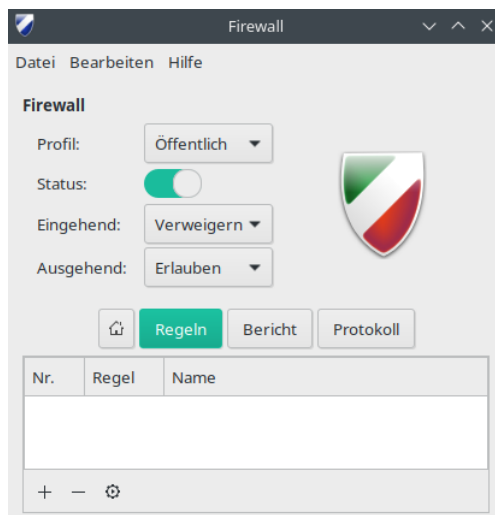 Firewall
Datei Bearbeiten Hilfe
Firewall
Profil: Öffentlich
Status:
Eingehend: Verweigern
Ausgehend: Erlauben
Regeln Bericht Protokoll
Nr. Regel Name